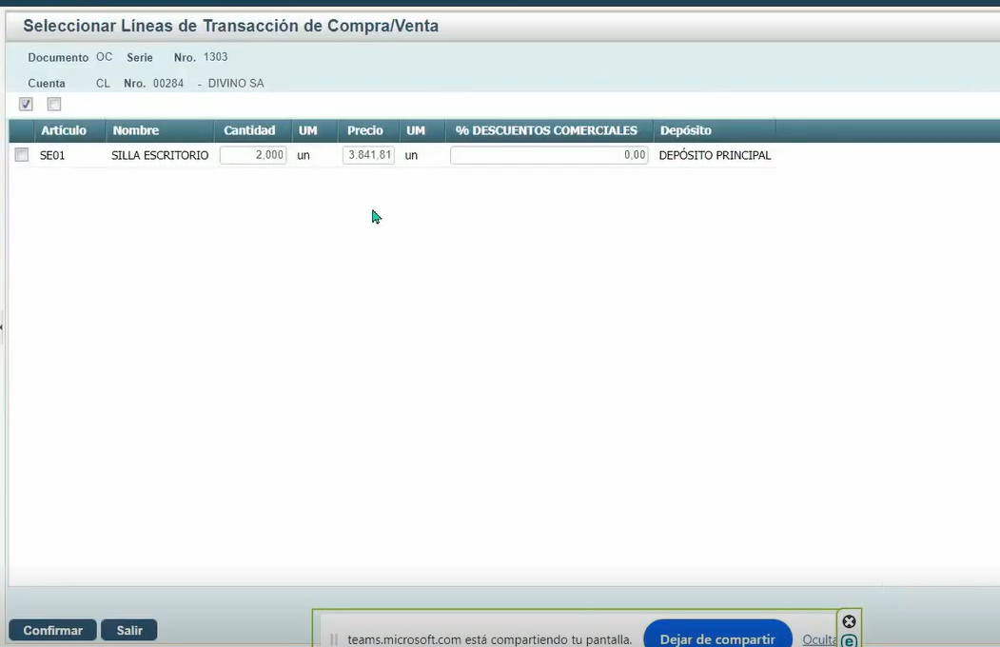 Seleccionar Líneas de Transacción de Compra/Venta
Documento OC Serie Nro. 1303
Cuenta CL Nro. 00284 - DIVINO SA
Artículo Nombre Cantidad UM Precio UM % DESCUENTOS COMERCIALES Depósito
SE01 SILLA ESCRITORIO 2,000 un 3.841,81 un 0,00 DEPÓSITO PRINCIPAL
Confirmar Salir
teams.microsoft.com está compartiendo tu pantalla. Dejar de compartir